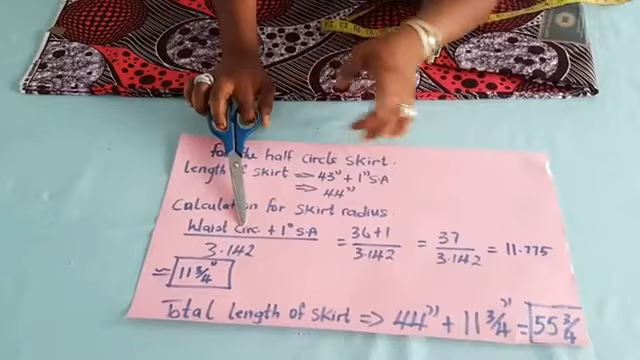 for the half circle skirt.
Length of skirt => 43" + 1" S.A
=> 44"
Calculation for skirt radius.
Waist circ. + 1" S.A / 3.142 = 36+1 / 3.142 = 37 / 3.142 = 11.775
≈ 11 3/4"
Total length of skirt => 44" + 11 3/4" = 55 3/4